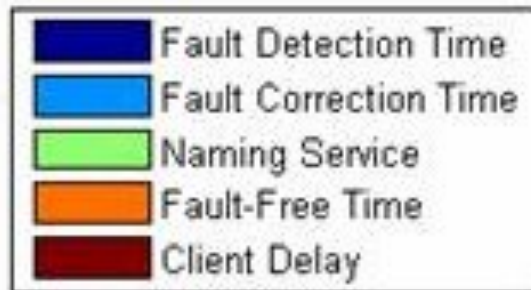 Fault Detection Time
Fault Correction Time
Naming Service
Fault-Free Time
Client Delay